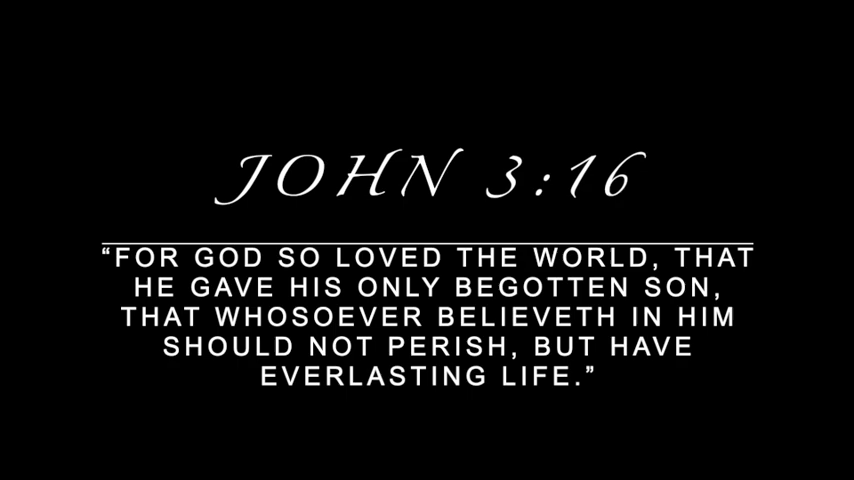 JOHN 3:16
“FOR GOD SO LOVED THE WORLD, THAT
HE GAVE HIS ONLY BEGOTTEN SON,
THAT WHOSOEVER BELIEVETH IN HIM
SHOULD NOT PERISH, BUT HAVE
EVERLASTING LIFE.”